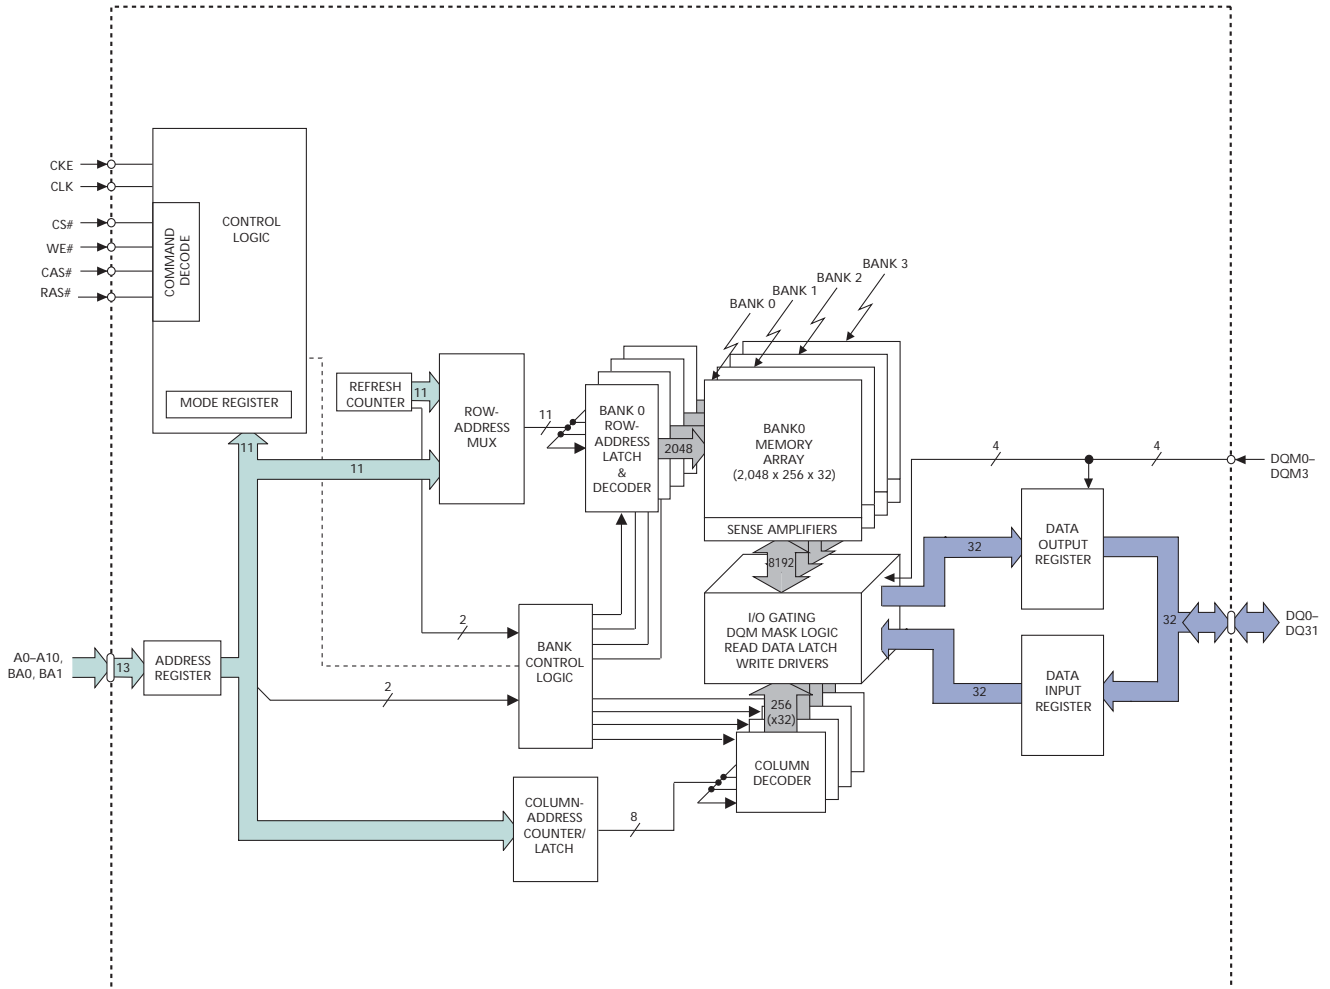 CKE
CLK
CS#
WE#
CAS#
RAS#
COMMAND
DECODE
CONTROL
LOGIC
MODE REGISTER
11
11
REFRESH
COUNTER
11
ROW-
ADDRESS
MUX
11
BANK 0
ROW-
ADDRESS
LATCH
&
DECODER
2048
BANK 0
BANK 1
BANK 2
BANK 3
BANK0
MEMORY
ARRAY
(2,048 x 256 x 32)
SENSE AMPLIFIERS
8192
I/O GATING
DQM MASK LOGIC
READ DATA LATCH
WRITE DRIVERS
256
(x32)
COLUMN
DECODER
4
4
DQM0–
DQM3
32
DATA
OUTPUT
REGISTER
32
DQ0–
DQ31
32
DATA
INPUT
REGISTER
2
BANK
CONTROL
LOGIC
2
A0–A10,
BA0, BA1
13
ADDRESS
REGISTER
COLUMN-
ADDRESS
COUNTER/
LATCH
8